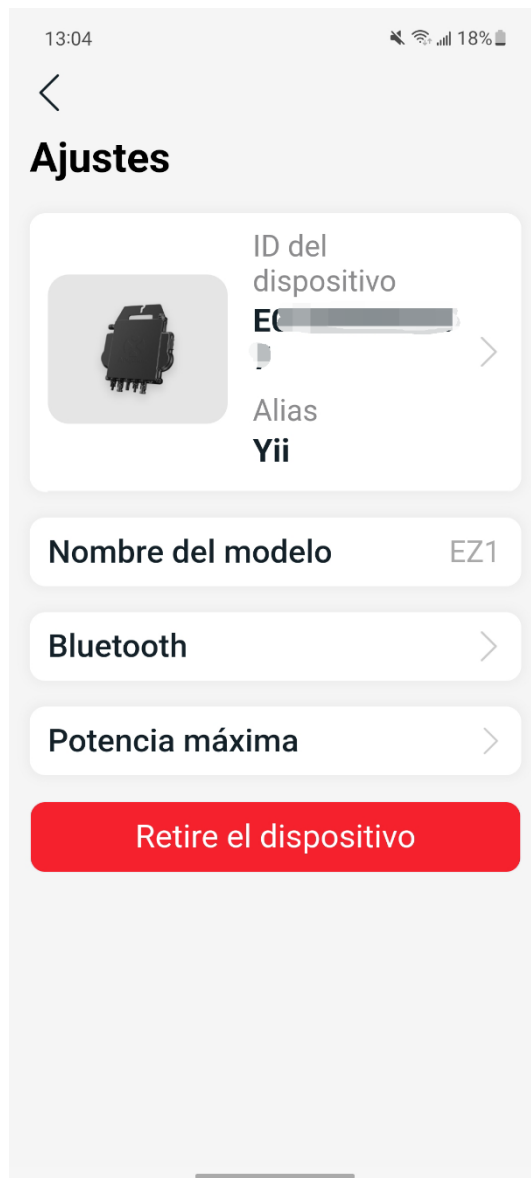 13:04
18%
Ajustes
ID del
dispositivo
Alias
Yii
Nombre del modelo EZ1
Bluetooth
Potencia máxima
Retire el dispositivo